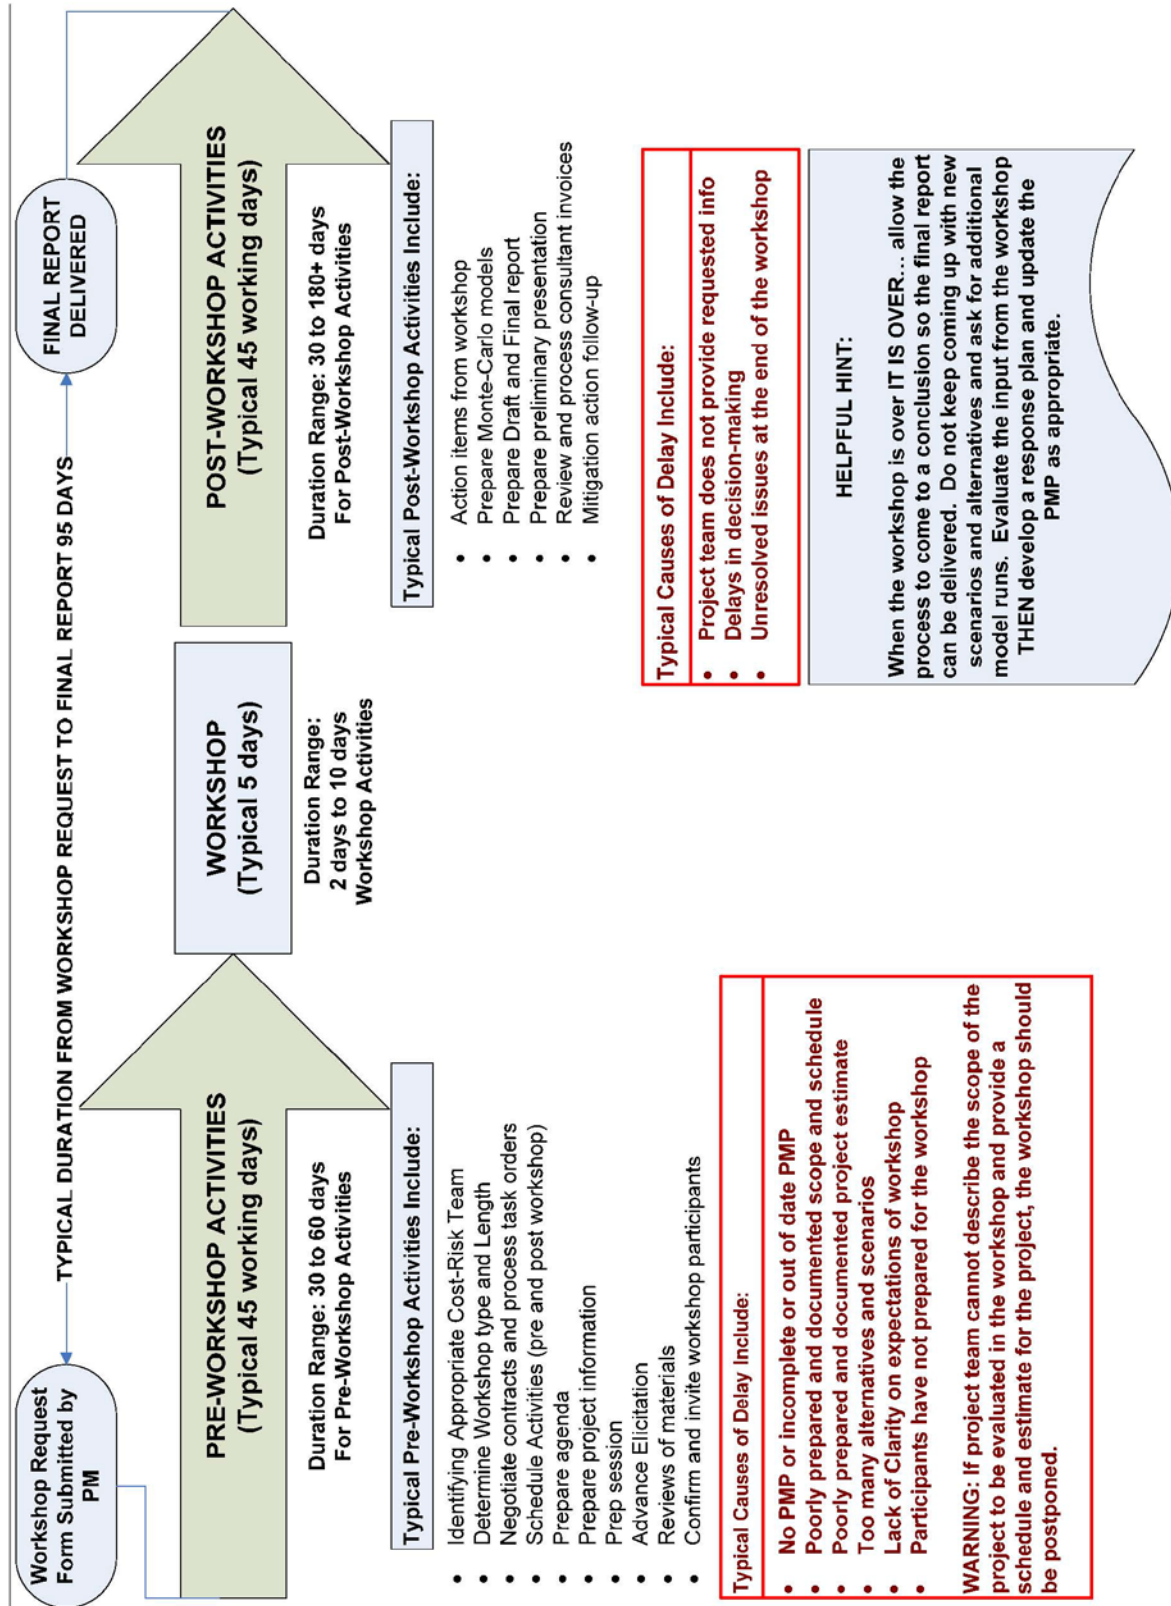 Workshop Request
Form Submitted by
PM
TYPICAL DURATION FROM WORKSHOP REQUEST TO FINAL REPORT 95 DAYS
FINAL REPORT
DELIVERED
PRE-WORKSHOP ACTIVITIES
(Typical 45 working days)
Duration Range: 30 to 60 days
For Pre-Workshop Activities
Typical Pre-Workshop Activities Include:
• Identifying Appropriate Cost-Risk Team
• Determine Workshop type and Length
• Negotiate contracts and process task orders
• Schedule Activities (pre and post workshop)
• Prepare agenda
• Prepare project information
• Prep session
• Advance Elicitation
• Reviews of materials
• Confirm and invite workshop participants
Typical Causes of Delay Include:
• No PMP or incomplete or out of date PMP
• Poorly prepared and documented scope and schedule
• Poorly prepared and documented project estimate
• Too many alternatives and scenarios
• Lack of Clarity on expectations of workshop
• Participants have not prepared for the workshop
WARNING: If project team cannot describe the scope of the
project to be evaluated in the workshop and provide a
schedule and estimate for the project, the workshop should
be postponed.
WORKSHOP
(Typical 5 days)
Duration Range:
2 days to 10 days
Workshop Activities
POST-WORKSHOP ACTIVITIES
(Typical 45 working days)
Duration Range: 30 to 180+ days
For Post-Workshop Activities
Typical Post-Workshop Activities Include:
• Action items from workshop
• Prepare Monte-Carlo models
• Prepare Draft and Final report
• Prepare preliminary presentation
• Review and process consultant invoices
• Mitigation action follow-up
Typical Causes of Delay Include:
• Project team does not provide requested info
• Delays in decision-making
• Unresolved issues at the end of the workshop
HELPFUL HINT:
When the workshop is over IT IS OVER... allow the
process to come to a conclusion so the final report
can be delivered. Do not keep coming up with new
scenarios and alternatives and ask for additional
model runs. Evaluate the input from the workshop
THEN develop a response plan and update the
PMP as appropriate.